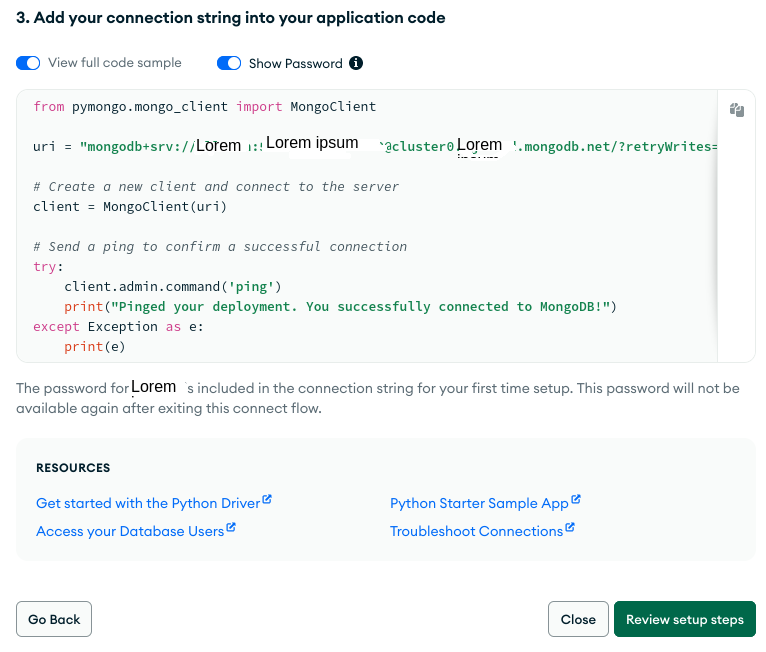 3. Add your connection string into your application code
View full code sample Show Password
from pymongo.mongo_client import MongoClient
uri = "mongodb+srv://Lorem Lorem ipsum @cluster0. Lorem ipsum .mongodb.net/?retryWrites=
# Create a new client and connect to the server
client = MongoClient(uri)
# Send a ping to confirm a successful connection
try:
client.admin.command('ping')
print("Pinged your deployment. You successfully connected to MongoDB!")
except Exception as e:
print(e)
The password for Lorem is included in the connection string for your first time setup. This password will not be
available again after exiting this connect flow.
RESOURCES
Get started with the Python Driver Python Starter Sample App
Access your Database Users Troubleshoot Connections
Go Back Close Review setup steps